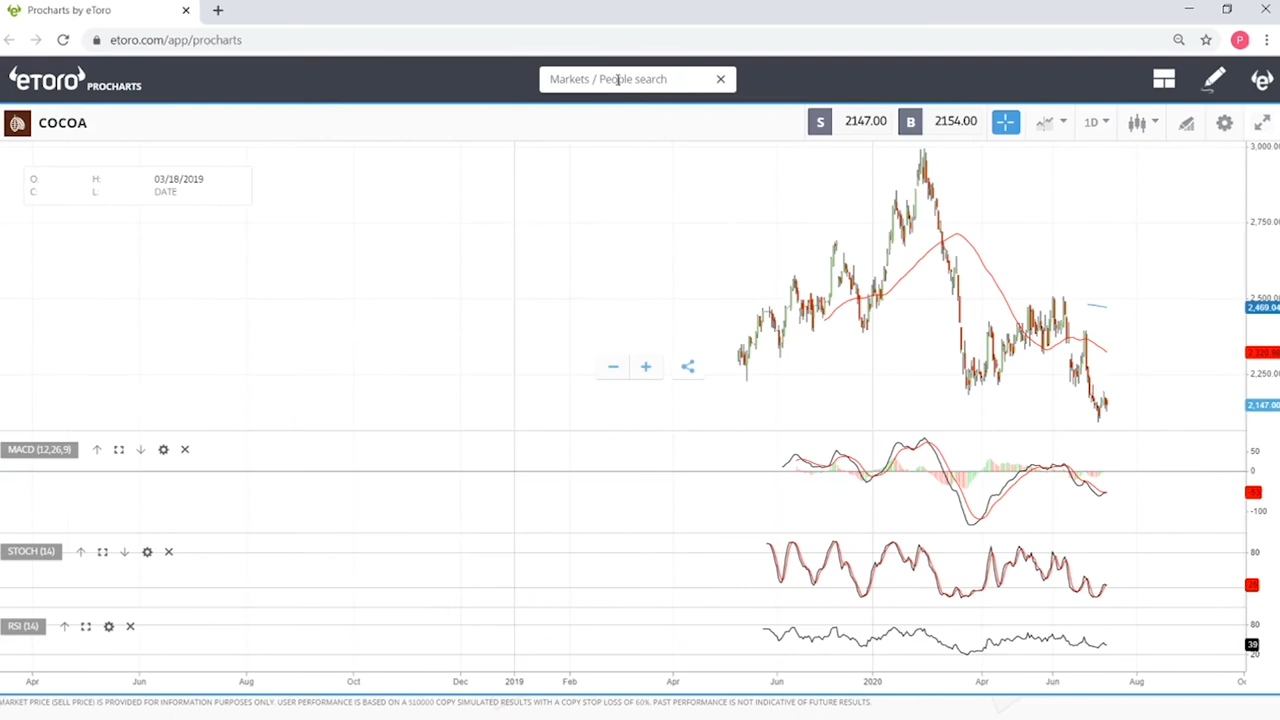 Procharts by eToro
etoro.com/app/procharts
P
eToro PROCHARTS
Markets / People search
COCOA
S 2147.00 B 2154.00 1D
O: H: 03/18/2019
C: L: DATE
3,000.00
2,750.00
2,500.00
2,469.04
2,250.00
2,147.00
MACD (12,26,9)
50
0
-100
STOCH (14)
80
RSI (14)
80
39
20
Apr Jun Aug Oct Dec 2019 Feb Apr Jun 2020 Apr Jun Aug
MARKET PRICE (SELL PRICE) IS PROVIDED FOR INFORMATION PURPOSES ONLY. USER PERFORMANCE IS BASED ON A $10000 COPY SIMULATED RESULTS WITH A COPY STOP LOSS OF 60%. PAST PERFORMANCE IS NOT INDICATIVE OF FUTURE RESULTS.